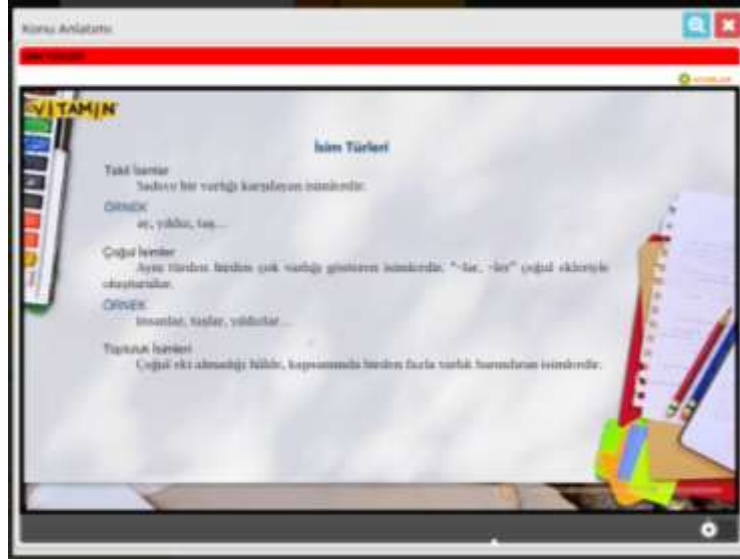 Konu Anlatımı
VİTAMİN
İsim Türleri
Tekil İsimler
Sadece bir varlığı karşılayan isimlerdir.
ÖRNEK
ay, yıldız, taş...
Çoğul İsimler
Aynı türden birden çok varlığı gösteren isimlerdir. "-lar, -ler" çoğul ekleriyle
oluşturulur.
ÖRNEK
insanlar, taşlar, yıldızlar...
Topluluk İsimleri
Çoğul eki almadığı hâlde, kapsamında birden fazla varlık barındıran isimlerdir.